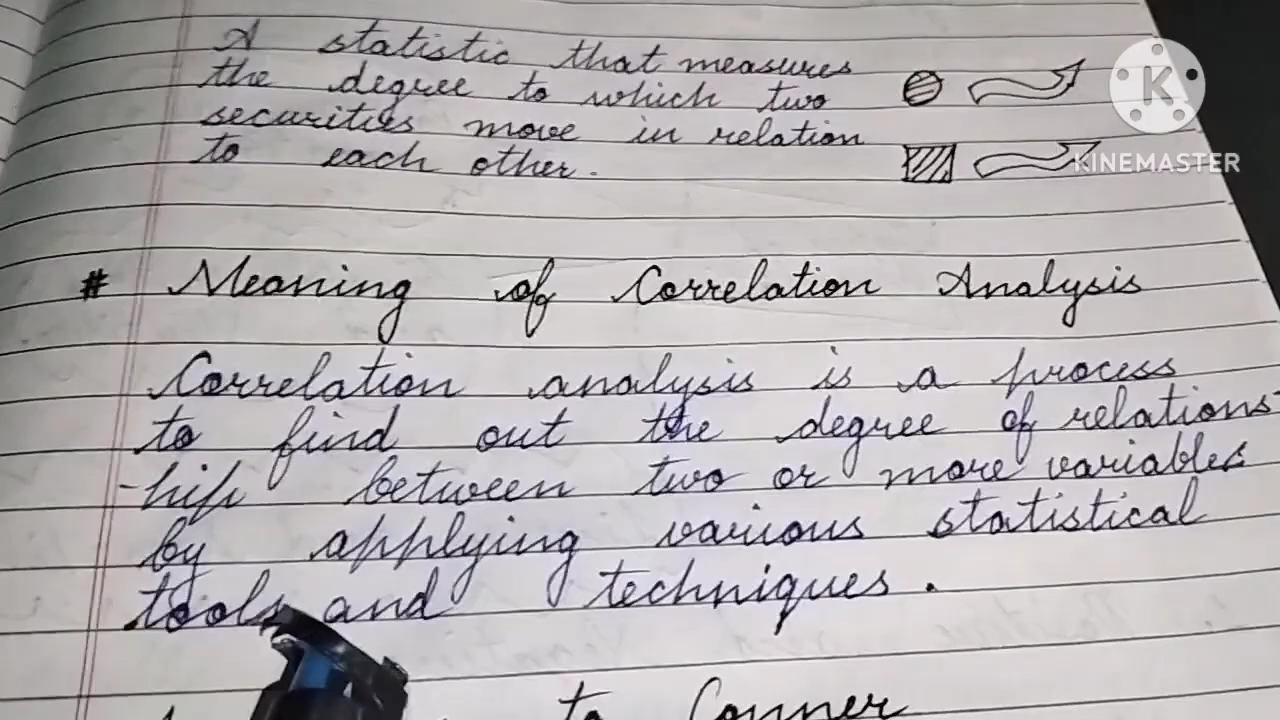 A statistic that measures
the degree to which two
securities move in relation
to each other.
K
KINEMASTER
# Meaning of Correlation Analysis
Correlation analysis is a process
to find out the degree of relations-
-hip between two or more variables
by applying various statistical
tools and techniques.
to Conner